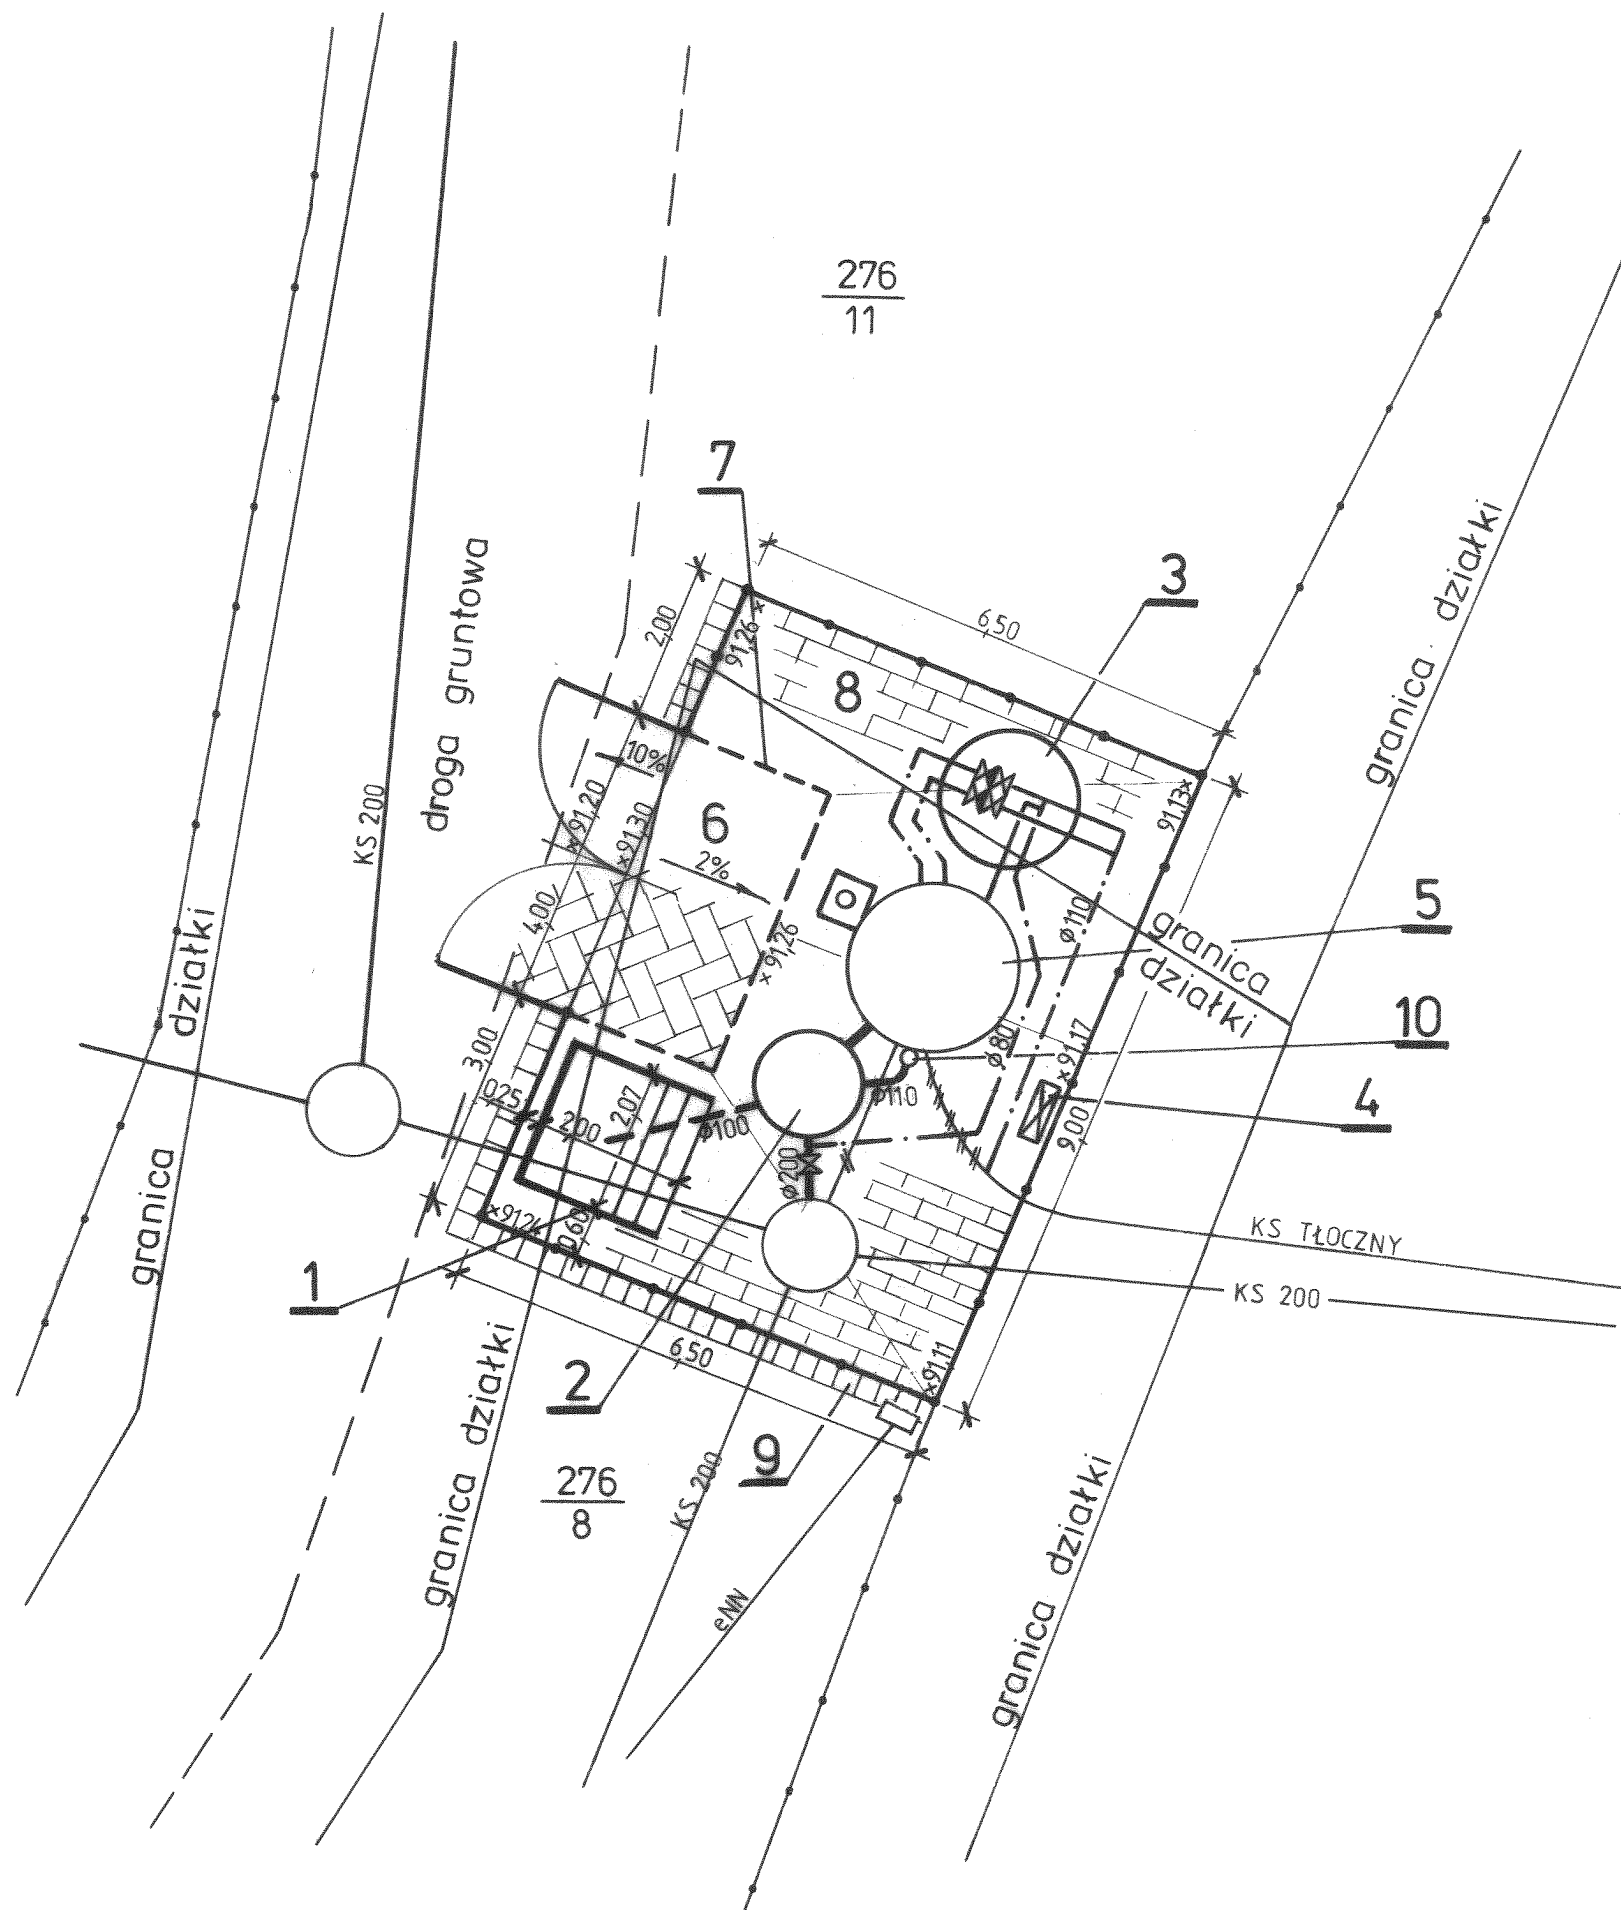 276
11
7
3
6,50
2,00
91,26
8
10%
droga gruntowa
KS 200
×91,20
×91,30
6
2%
91,13×
granica działki
4,00
×91,26
ø110
5
granica
działki
10
granica
działki
3,00
0,25
2,00
2,07
ø100
ø110
ø80
×91,17
4
9,00
ø200
×91,24
0,60
1
KS TŁOCZNY
KS 200
6,50
×91,11
2
9
276
8
granica działki
KS 200
eNN
granica działki